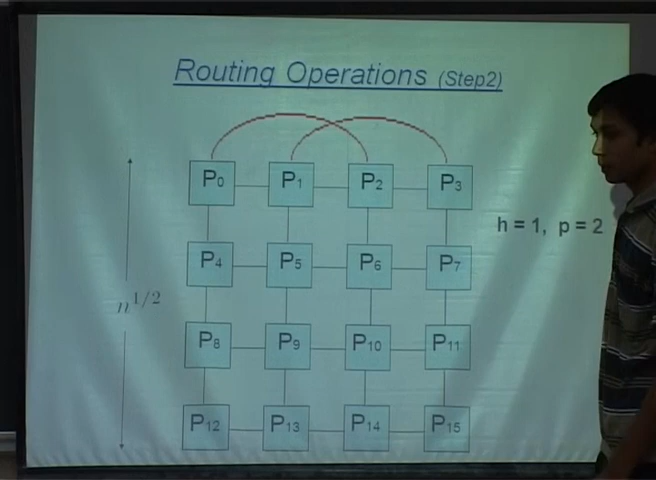 Routing Operations (Step2)
P0 P1 P2 P3
h = 1, p = 2
P4 P5 P6 P7
n^1/2
P8 P9 P10 P11
P12 P13 P14 P15